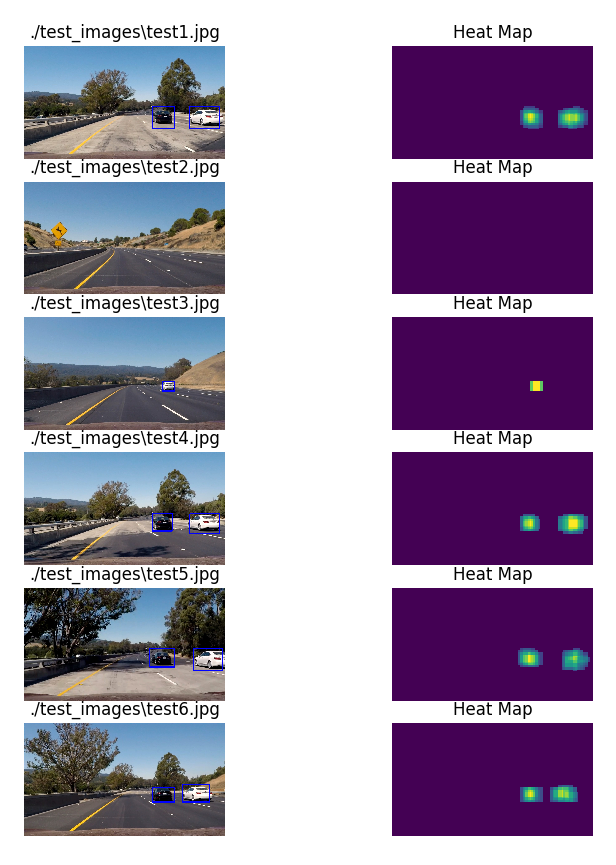 ./test_images\test1.jpg
Heat Map
./test_images\test2.jpg
Heat Map
./test_images\test3.jpg
Heat Map
./test_images\test4.jpg
Heat Map
./test_images\test5.jpg
Heat Map
./test_images\test6.jpg
Heat Map